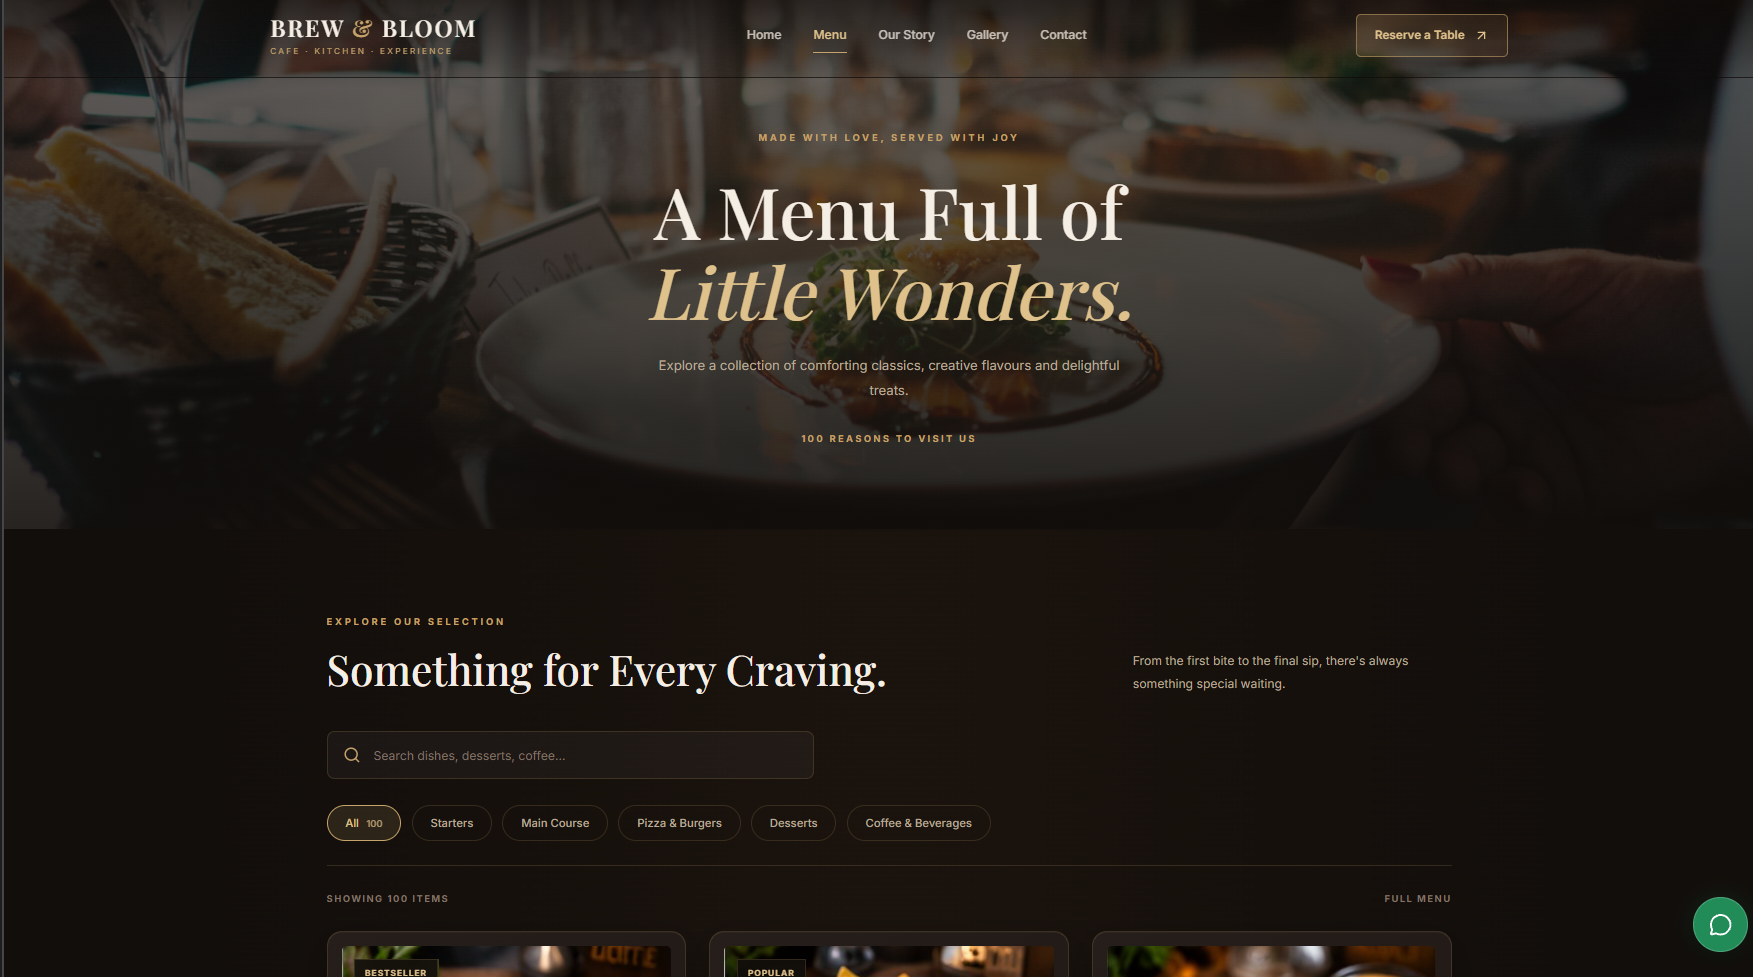 BREW & BLOOM
CAFE · KITCHEN · EXPERIENCE
Home
Menu
Our Story
Gallery
Contact
Reserve a Table
MADE WITH LOVE, SERVED WITH JOY
A Menu Full of
Little Wonders.
Explore a collection of comforting classics, creative flavours and delightful
treats.
100 REASONS TO VISIT US
EXPLORE OUR SELECTION
Something for Every Craving.
From the first bite to the final sip, there's always
something special waiting.
Search dishes, desserts, coffee...
All 100
Starters
Main Course
Pizza & Burgers
Desserts
Coffee & Beverages
SHOWING 100 ITEMS
FULL MENU
BESTSELLER
POPULAR